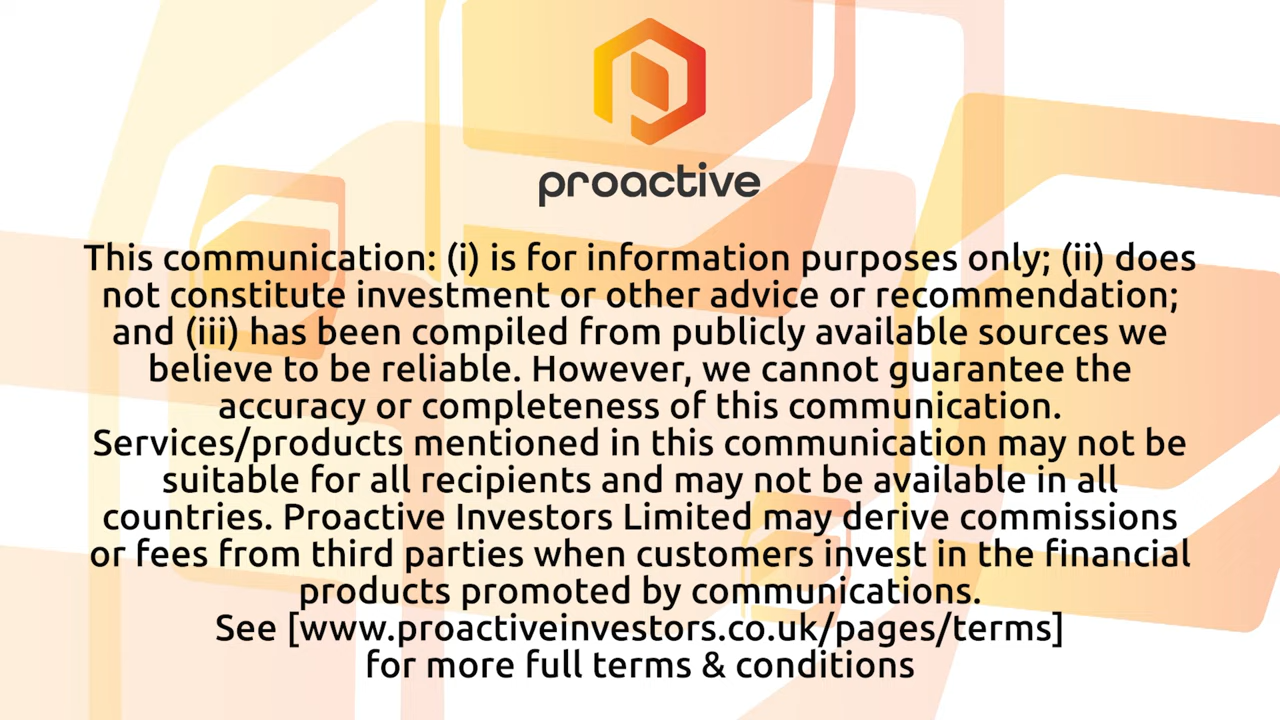 proactive
This communication: (i) is for information purposes only; (ii) does
not constitute investment or other advice or recommendation;
and (iii) has been compiled from publicly available sources we
believe to be reliable. However, we cannot guarantee the
accuracy or completeness of this communication.
Services/products mentioned in this communication may not be
suitable for all recipients and may not be available in all
countries. Proactive Investors Limited may derive commissions
or fees from third parties when customers invest in the financial
products promoted by communications.
See [www.proactiveinvestors.co.uk/pages/terms]
for more full terms & conditions